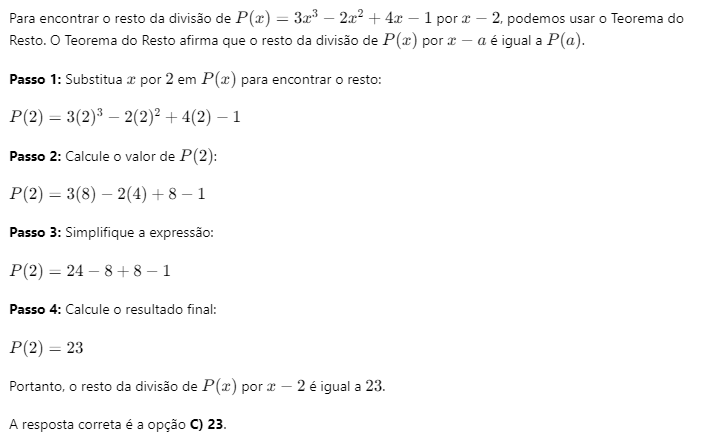 Para encontrar o resto da divisão de P(x) = 3x³ − 2x² + 4x − 1 por x − 2, podemos usar o Teorema do
Resto. O Teorema do Resto afirma que o resto da divisão de P(x) por x − a é igual a P(a).
Passo 1: Substitua x por 2 em P(x) para encontrar o resto:
P(2) = 3(2)³ − 2(2)² + 4(2) − 1
Passo 2: Calcule o valor de P(2):
P(2) = 3(8) − 2(4) + 8 − 1
Passo 3: Simplifique a expressão:
P(2) = 24 − 8 + 8 − 1
Passo 4: Calcule o resultado final:
P(2) = 23
Portanto, o resto da divisão de P(x) por x − 2 é igual a 23.
A resposta correta é a opção C) 23.